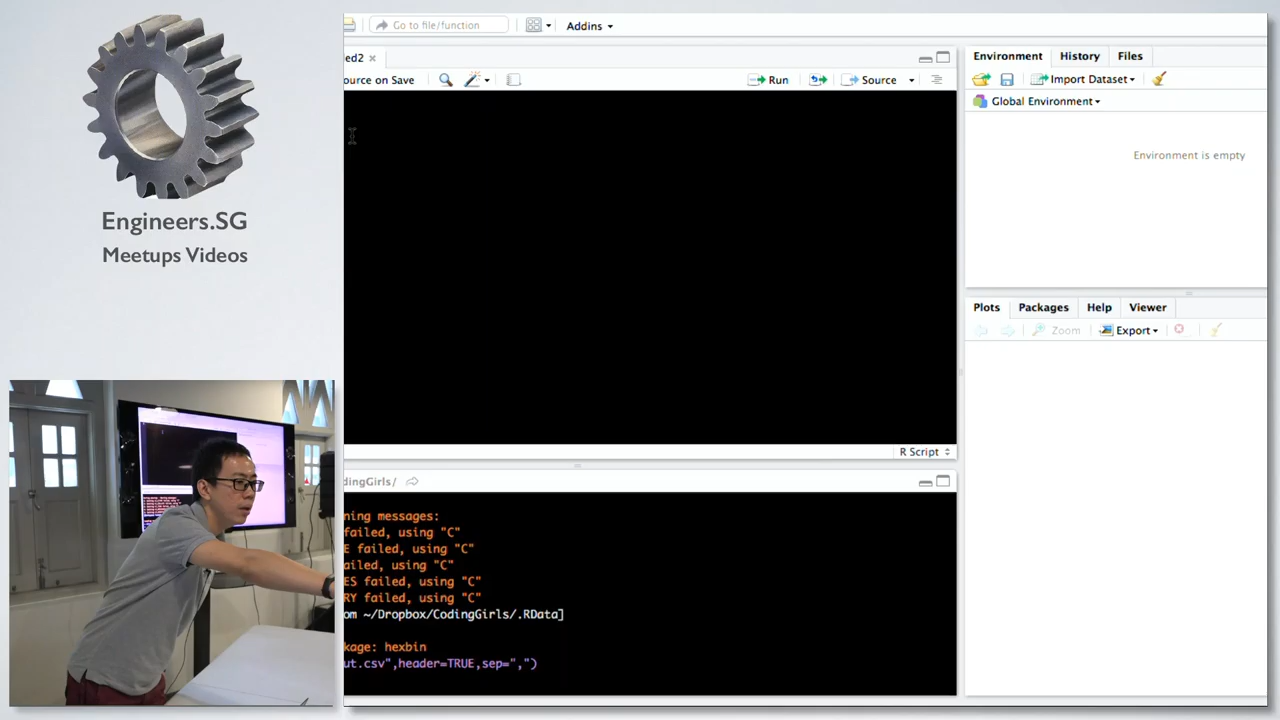 Engineers.SG
Meetups Videos
Go to file/function
Addins
ed2
ource on Save
Run
Source
R Script
dingGirls/
ning messages:
failed, using "C"
E failed, using "C"
ailed, using "C"
ES failed, using "C"
RY failed, using "C"
om ~/Dropbox/CodingGirls/.RData]
kage: hexbin
ut.csv",header=TRUE,sep=",")
Environment History Files
Import Dataset
Global Environment
Environment is empty
Plots Packages Help Viewer
Zoom Export